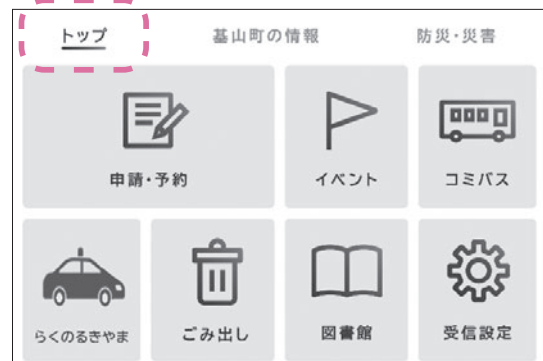 トップ 基山町の情報 防災・災害
申請・予約 イベント コミバス
らくのるきやま ごみ出し 図書館 受信設定